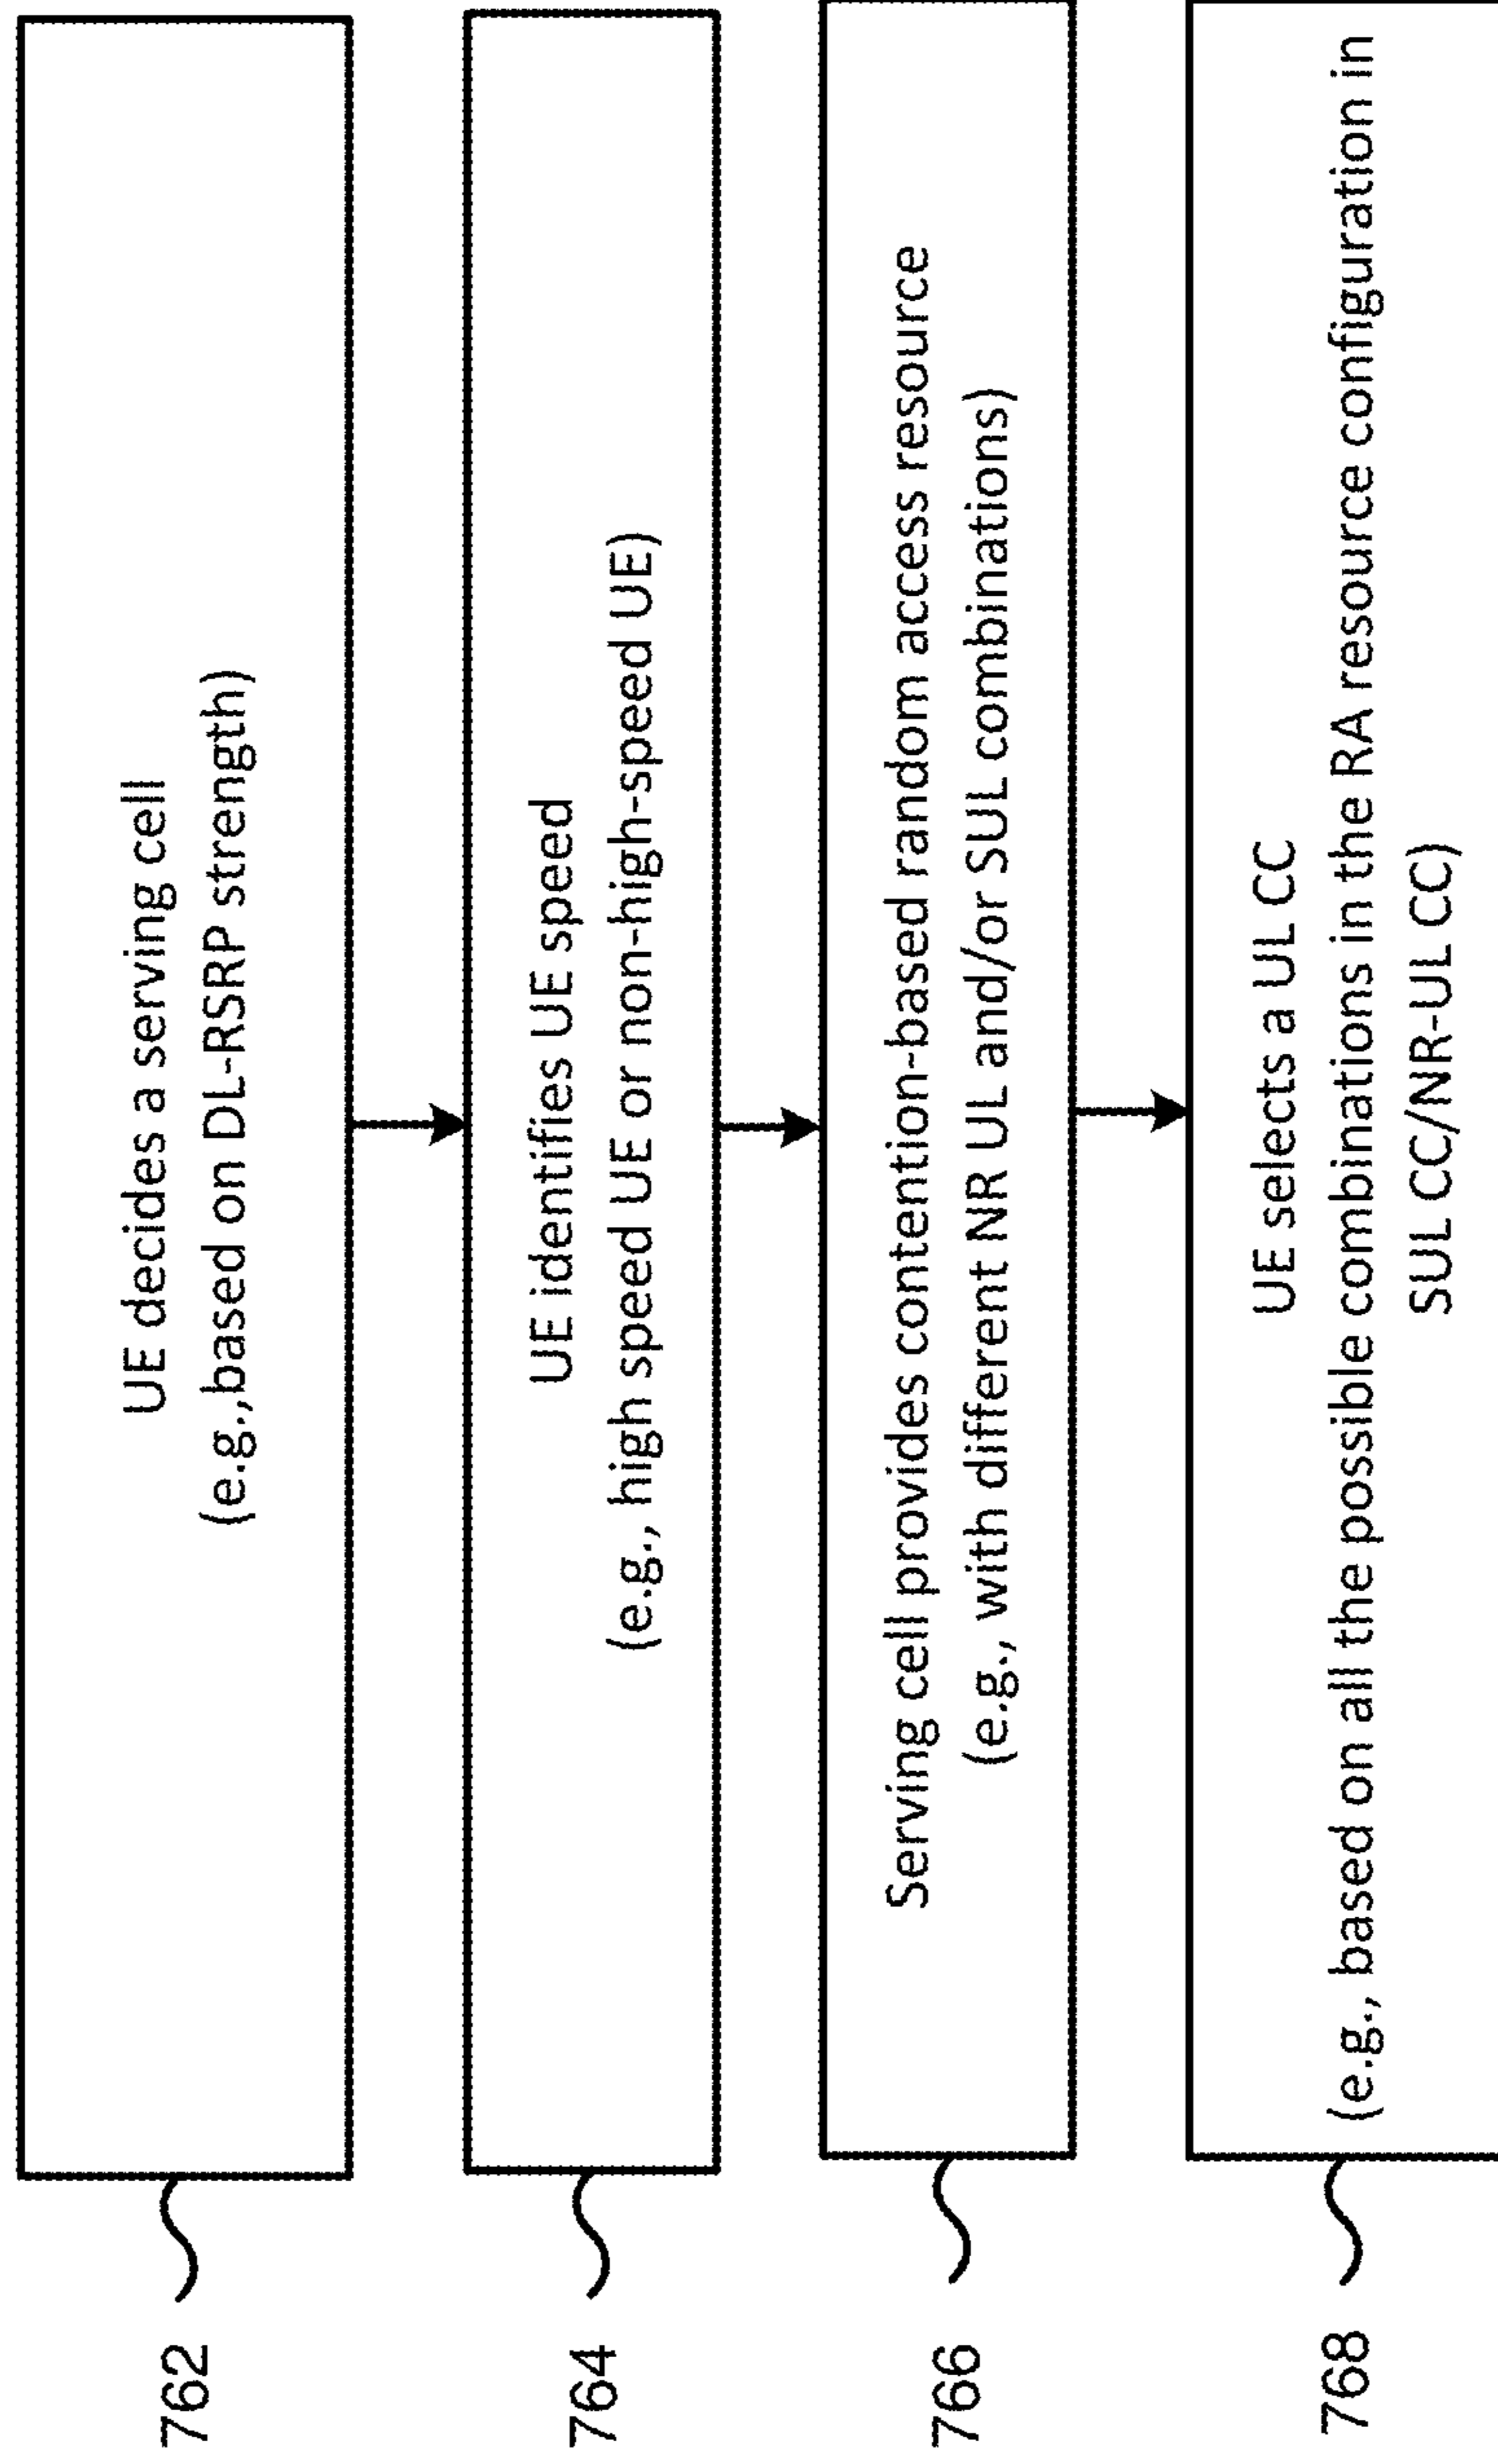 762
UE decides a serving cell
(e.g.,based on DL-RSRP strength)
764
UE identifies UE speed
(e.g., high speed UE or non-high-speed UE)
766
Serving cell provides contention-based random access resource
(e.g., with different NR UL and/or SUL combinations)
768
UE selects a UL CC
(e.g., based on all the possible combinations in the RA resource configuration in
SUL CC/NR-UL CC)